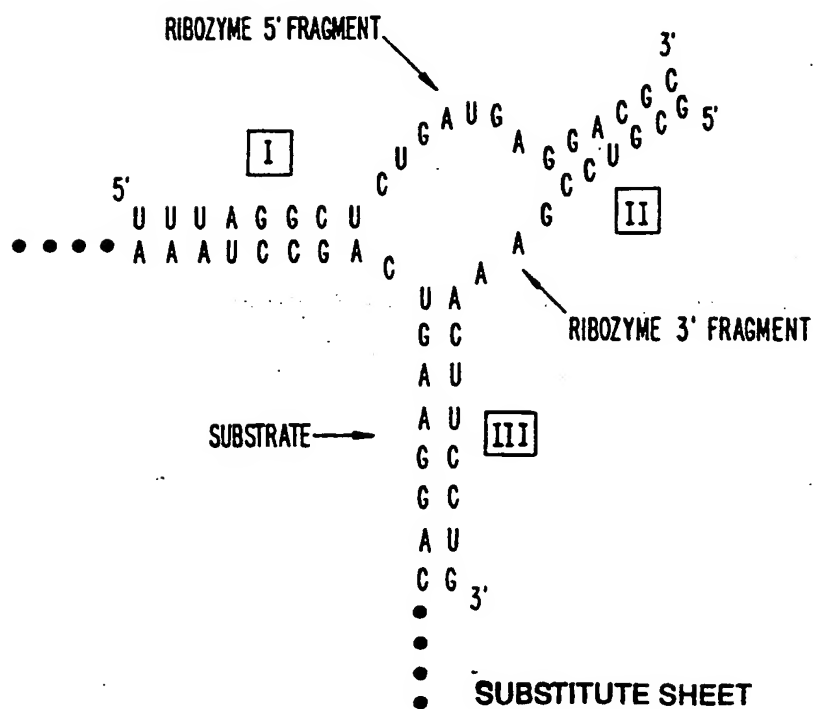 RIBOZYME 5' FRAGMENT
3'
5'
I
5'
U U U A G G C U C U G A U G A G G A C G C
G C G U C C G A A
II
A A A U C C G A C
U A
G C
A U
A U
G C
G C
A U
C G
3'
RIBOZYME 3' FRAGMENT
SUBSTRATE
III
SUBSTITUTE SHEET